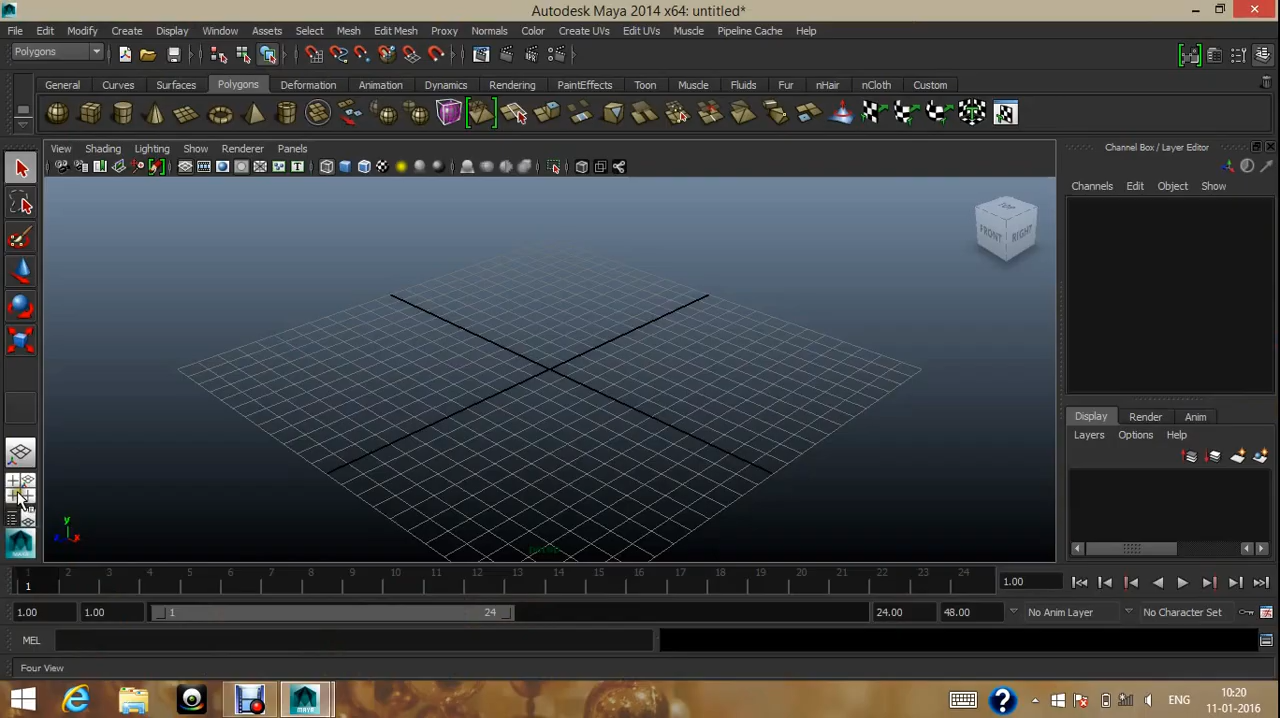 Autodesk Maya 2014 x64: untitled*
File Edit Modify Create Display Window Assets Select Mesh Edit Mesh Proxy Normals Color Create UVs Edit UVs Muscle Pipeline Cache Help
Polygons
General Curves Surfaces Polygons Deformation Animation Dynamics Rendering PaintEffects Toon Muscle Fluids Fur nHair nCloth Custom
View Shading Lighting Show Renderer Panels
Channel Box / Layer Editor
Channels Edit Object Show
TOP
FRONT RIGHT
Display Render Anim
Layers Options Help
y
x
persp
1 2 3 4 5 6 7 8 9 10 11 12 13 14 15 16 17 18 19 20 21 22 23 24
1
1.00
1.00 1.00 1 24 24.00 48.00 No Anim Layer No Character Set
MEL
Four View
ENG
10:20
11-01-2016